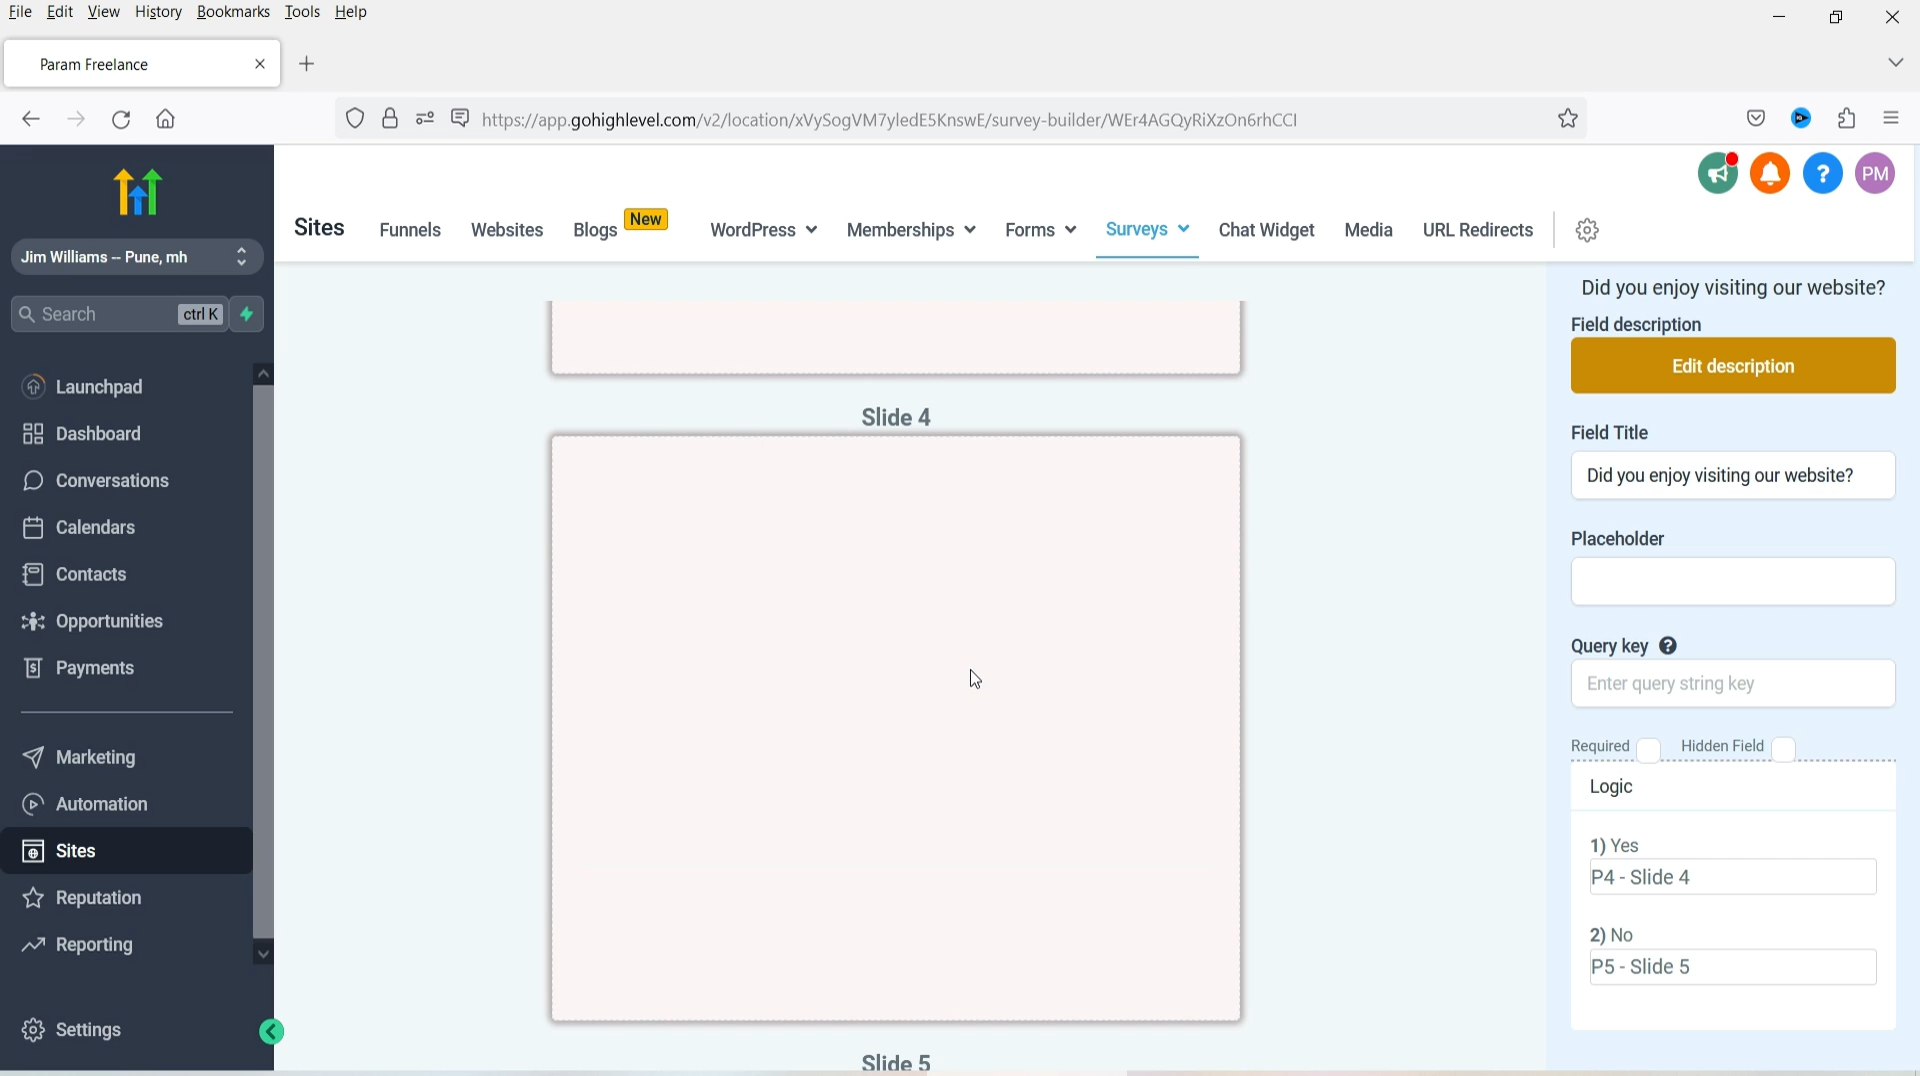 File Edit View History Bookmarks Tools Help
Param Freelance
https://app.gohighlevel.com/v2/location/xVySogVM7yledE5KnswE/survey-builder/WEr4AGQyRiXzOn6rhCCI
PM
Sites Funnels Websites Blogs New WordPress Memberships Forms Surveys Chat Widget Media URL Redirects
Jim Williams -- Pune, mh
Search ctrl K
Launchpad
Dashboard
Conversations
Calendars
Contacts
Opportunities
Payments
Marketing
Automation
Sites
Reputation
Reporting
Settings
Slide 4
Slide 5
Did you enjoy visiting our website?
Field description
Edit description
Field Title
Did you enjoy visiting our website?
Placeholder
Query key ?
Enter query string key
Required Hidden Field
Logic
1) Yes
P4 - Slide 4
2) No
P5 - Slide 5